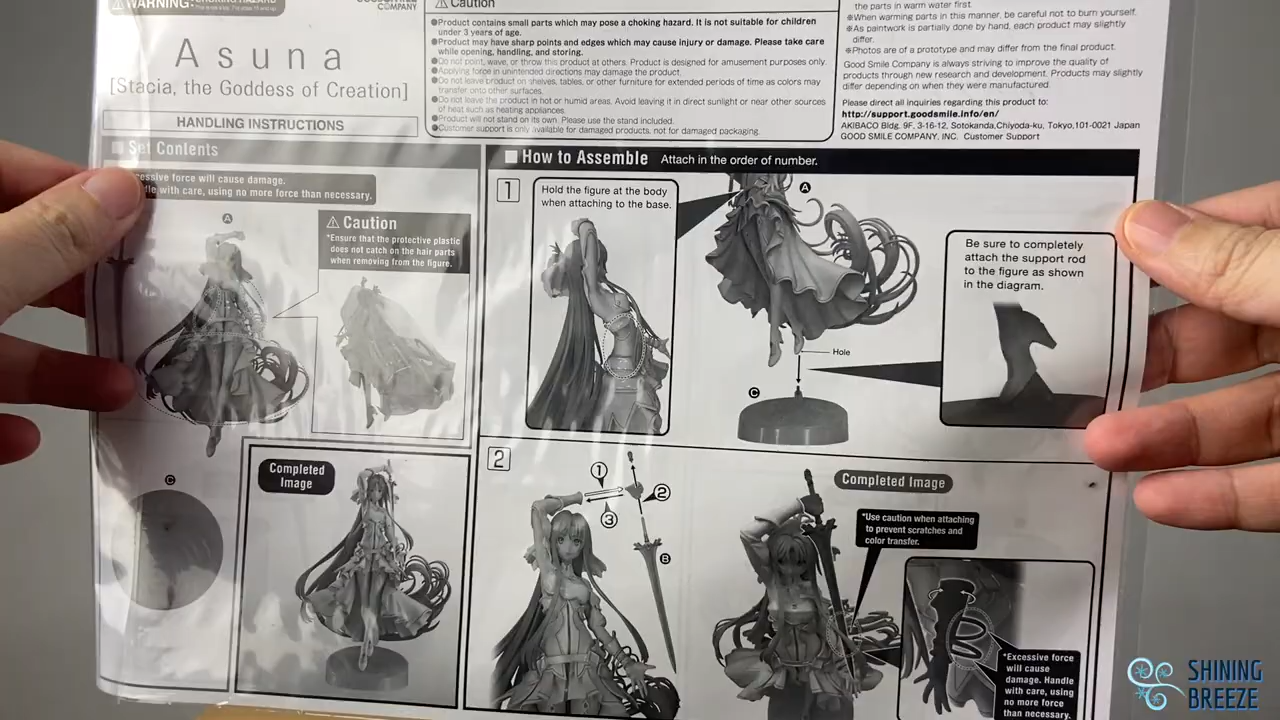 WARNING:
COMPANY
Asuna
[Stacia, the Goddess of Creation]
HANDLING INSTRUCTIONS
Caution
●Product contains small parts which may pose a choking hazard. It is not suitable for children
under 3 years of age.
●Product may have sharp points and edges which may cause injury or damage. Please take care
while opening, handling, and storing.
●Do not point, wave, or throw this product at others. Product is designed for amusement purposes only.
●Applying force in unintended directions may damage the product.
●Do not leave product on shelves, tables, or other furniture for extended periods of time as colors may
transfer onto other surfaces.
●Do not leave the product in hot or humid areas. Avoid leaving it in direct sunlight or near other sources
of heat such as heating appliances.
●Product will not stand on its own. Please use the stand included.
●Customer support is only available for damaged products, not for damaged packaging.
the parts in warm water first.
※When warming parts in this manner, be careful not to burn yourself.
※As paintwork is partially done by hand, each product may slightly
differ.
※Photos are of a prototype and may differ from the final product.
Good Smile Company is always striving to improve the quality of
products through new research and development. Products may slightly
differ depending on when they were manufactured.
Please direct all inquiries regarding this product to:
http://support.goodsmile.info/en/
AKIBACO Bldg. 9F, 3-16-12, Sotokanda,Chiyoda-ku, Tokyo,101-0021 Japan
GOOD SMILE COMPANY, INC. Customer Support
Set Contents
force will cause damage.
with care, using no more force than necessary.
A
Caution
*Ensure that the protective plastic
does not catch on the hair parts
when removing from the figure.
C
Completed
Image
How to Assemble Attach in the order of number.
1
Hold the figure at the body
when attaching to the base.
A
Hole
C
Be sure to completely
attach the support rod
to the figure as shown
in the diagram.
2
①
②
③
B
Completed Image
*Use caution when attaching
to prevent scratches and
color transfer.
*Excessive force
will cause
damage. Handle
with care, using
no more force
than necessary.
SHINING
BREEZE